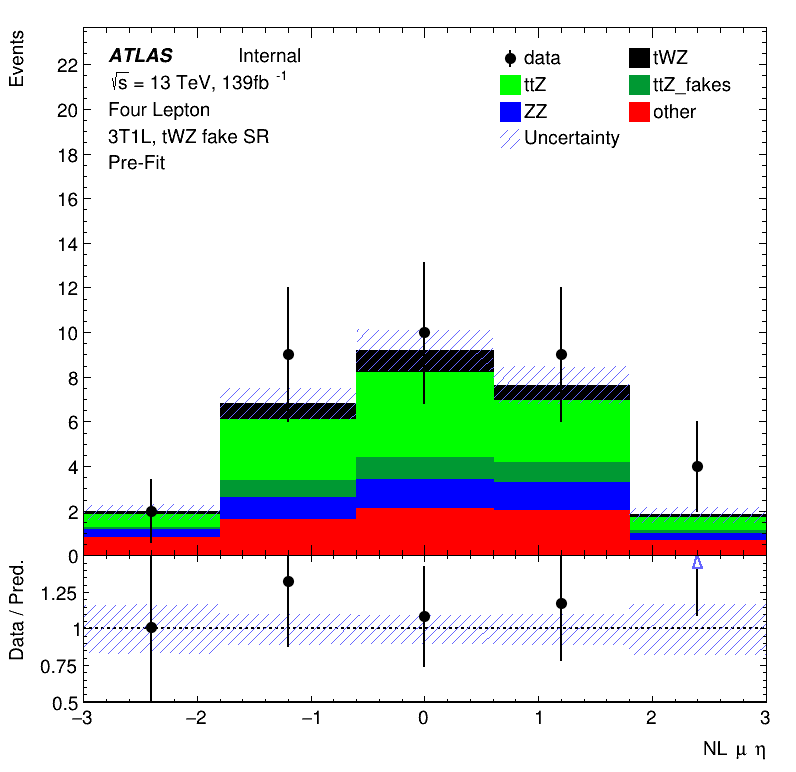 Events
22
20
18
16
14
12
10
8
6
4
2
0
ATLAS Internal
√s = 13 TeV, 139fb -1
Four Lepton
3T1L, tWZ fake SR
Pre-Fit
data
tWZ
ttZ
ttZ_fakes
ZZ
other
Uncertainty
Data / Pred.
1.25
1
0.75
0.5
−3 −2 −1 0 1 2 3
NL μ η